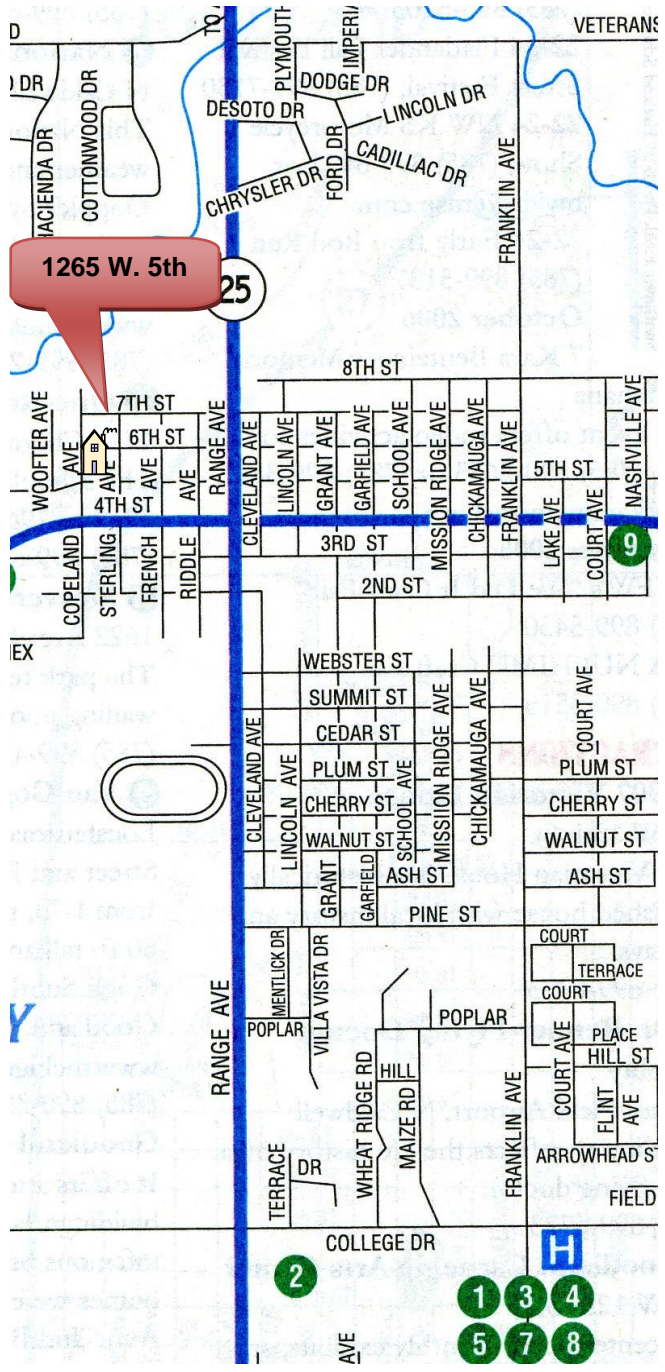 D
TO
PLYMOUTH
IMPERI
VETERANS
DODGE DR
DESOTO DR
LINCOLN DR
CADILLAC DR
CHRYSLER DR
FORD DR
FRANKLIN AVE
O DR
HACIENDA DR
COTTONWOOD DR
1265 W. 5th
25
8TH ST
7TH ST
6TH ST
5TH ST
4TH ST
3RD ST
2ND ST
WOOFTER AVE
COPELAND
STERLING AVE
FRENCH AVE
RIDDLE AVE
RANGE AVE
CLEVELAND AVE
LINCOLN AVE
GRANT AVE
GARFIELD AVE
SCHOOL AVE
MISSION RIDGE AVE
CHICKAMAUGA AVE
FRANKLIN AVE
LAKE AVE
COURT AVE
NASHVILLE AVE
9
EX
WEBSTER ST
SUMMIT ST
CEDAR ST
PLUM ST
CHERRY ST
WALNUT ST
ASH ST
PINE ST
CLEVELAND AVE
LINCOLN AVE
GRANT
GARFIELD
SCHOOL AVE
MISSION RIDGE AVE
CHICKAMAUGA AVE
COURT AVE
PLUM ST
CHERRY ST
WALNUT ST
ASH ST
COURT
TERRACE
COURT
PLACE
HILL ST
COURT AVE
FLINT AVE
ARROWHEAD ST
FIELD
Y
RANGE AVE
MENTLICK DR
VILLA VISTA DR
POPLAR
POPLAR
WHEAT RIDGE RD
HILL
MAIZE RD
FRANKLIN AVE
TERRACE DR
COLLEGE DR
H
2
1 3 4
5 7 8
AVE